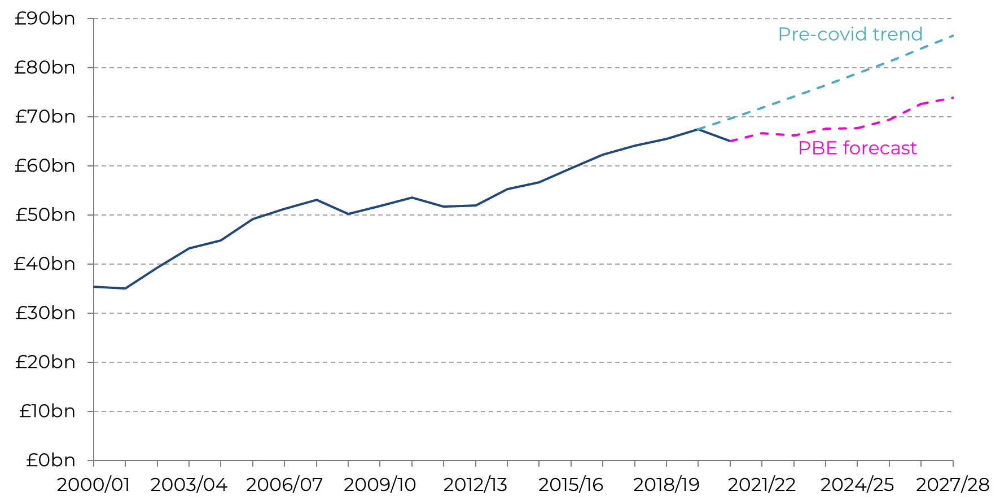 £90bn
Pre-covid trend
£80bn
£70bn
PBE forecast
£60bn
£50bn
£40bn
£30bn
£20bn
£10bn
£0bn
2000/01 2003/04 2006/07 2009/10 2012/13 2015/16 2018/19 2021/22 2024/25 2027/28